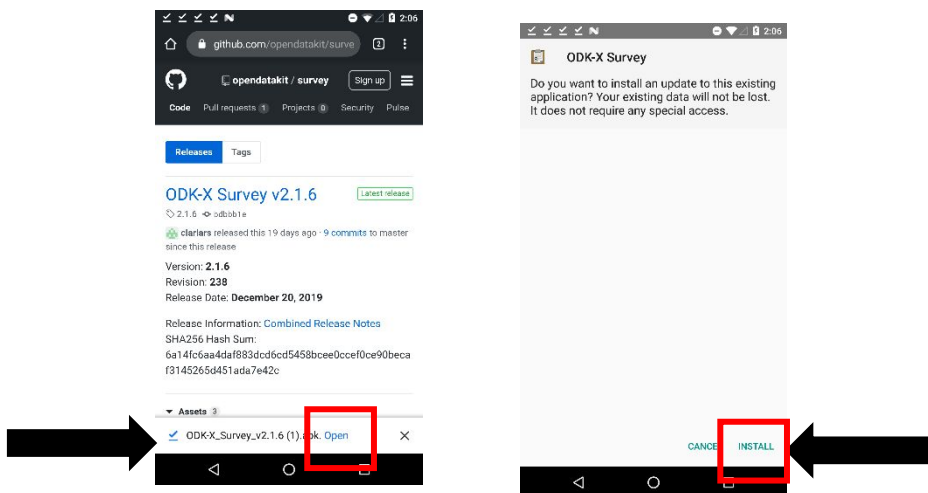 2:06
github.com/opendatakit/surve
2
opendatakit / survey
Sign up
Code Pull requests 1 Projects 0 Security Pulse
Releases Tags
ODK-X Survey v2.1.6
Latest release
2.1.6 bdbbb1e
clarlars released this 19 days ago · 9 commits to master
since this release
Version: 2.1.6
Revision: 238
Release Date: December 20, 2019
Release Information: Combined Release Notes
SHA256 Hash Sum:
6a14fc6aa4daf883dcd6cd5458bcee0ccef0ce90beca
f3145265d451ada7e42c
Assets 3
ODK-X_Survey_v2.1.6 (1).apk. Open
2:06
ODK-X Survey
Do you want to install an update to this existing
application? Your existing data will not be lost.
It does not require any special access.
CANCE INSTALL